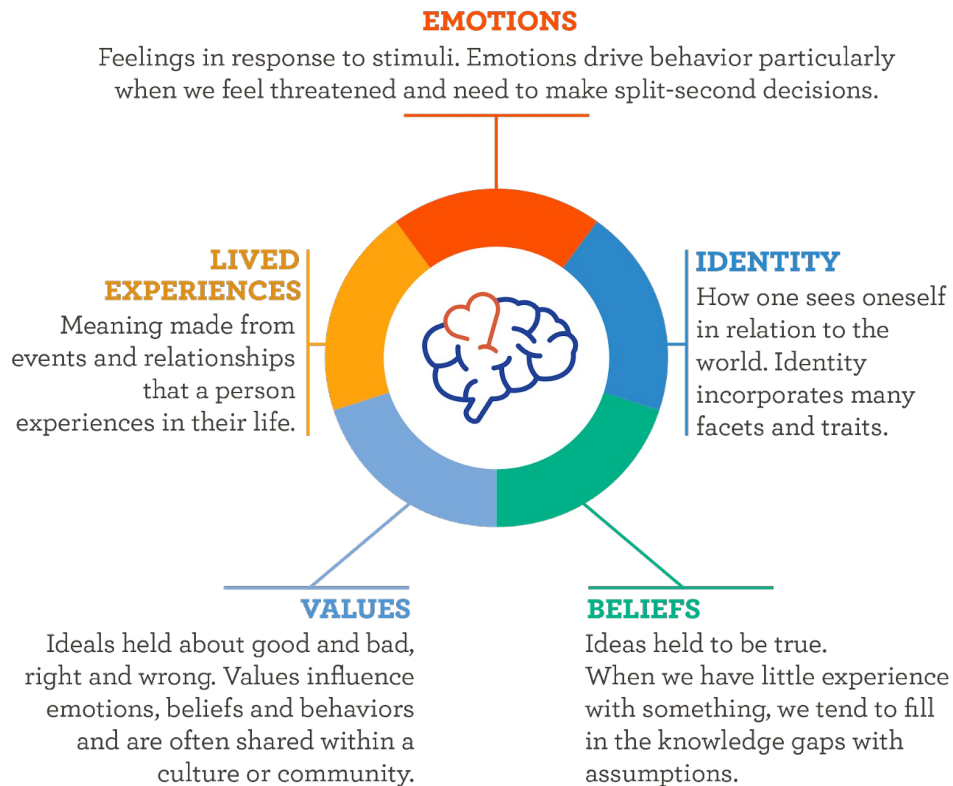 EMOTIONS
Feelings in response to stimuli. Emotions drive behavior particularly
when we feel threatened and need to make split-second decisions.
LIVED
EXPERIENCES
Meaning made from
events and relationships
that a person
experiences in their life.
IDENTITY
How one sees oneself
in relation to the
world. Identity
incorporates many
facets and traits.
VALUES
Ideals held about good and bad,
right and wrong. Values influence
emotions, beliefs and behaviors
and are often shared within a
culture or community.
BELIEFS
Ideas held to be true.
When we have little experience
with something, we tend to fill
in the knowledge gaps with
assumptions.